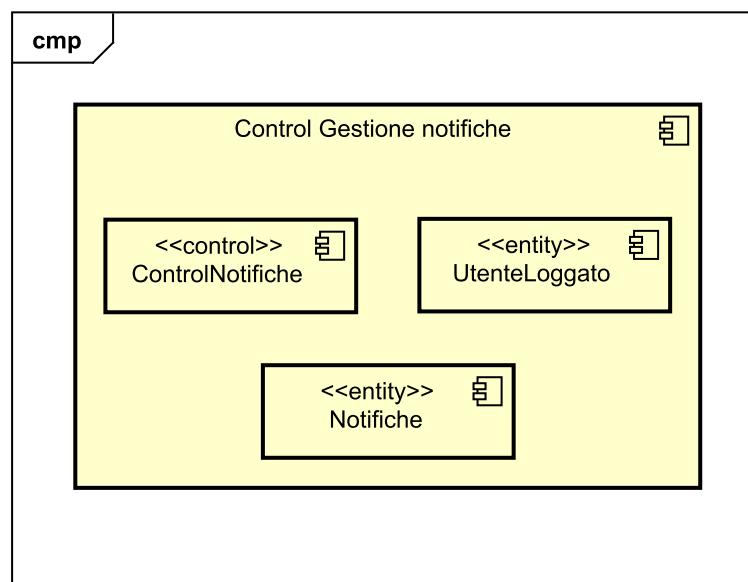 cmp
Control Gestione notifiche
<<control>>
ControlNotifiche
<<entity>>
UtenteLoggato
<<entity>>
Notifiche